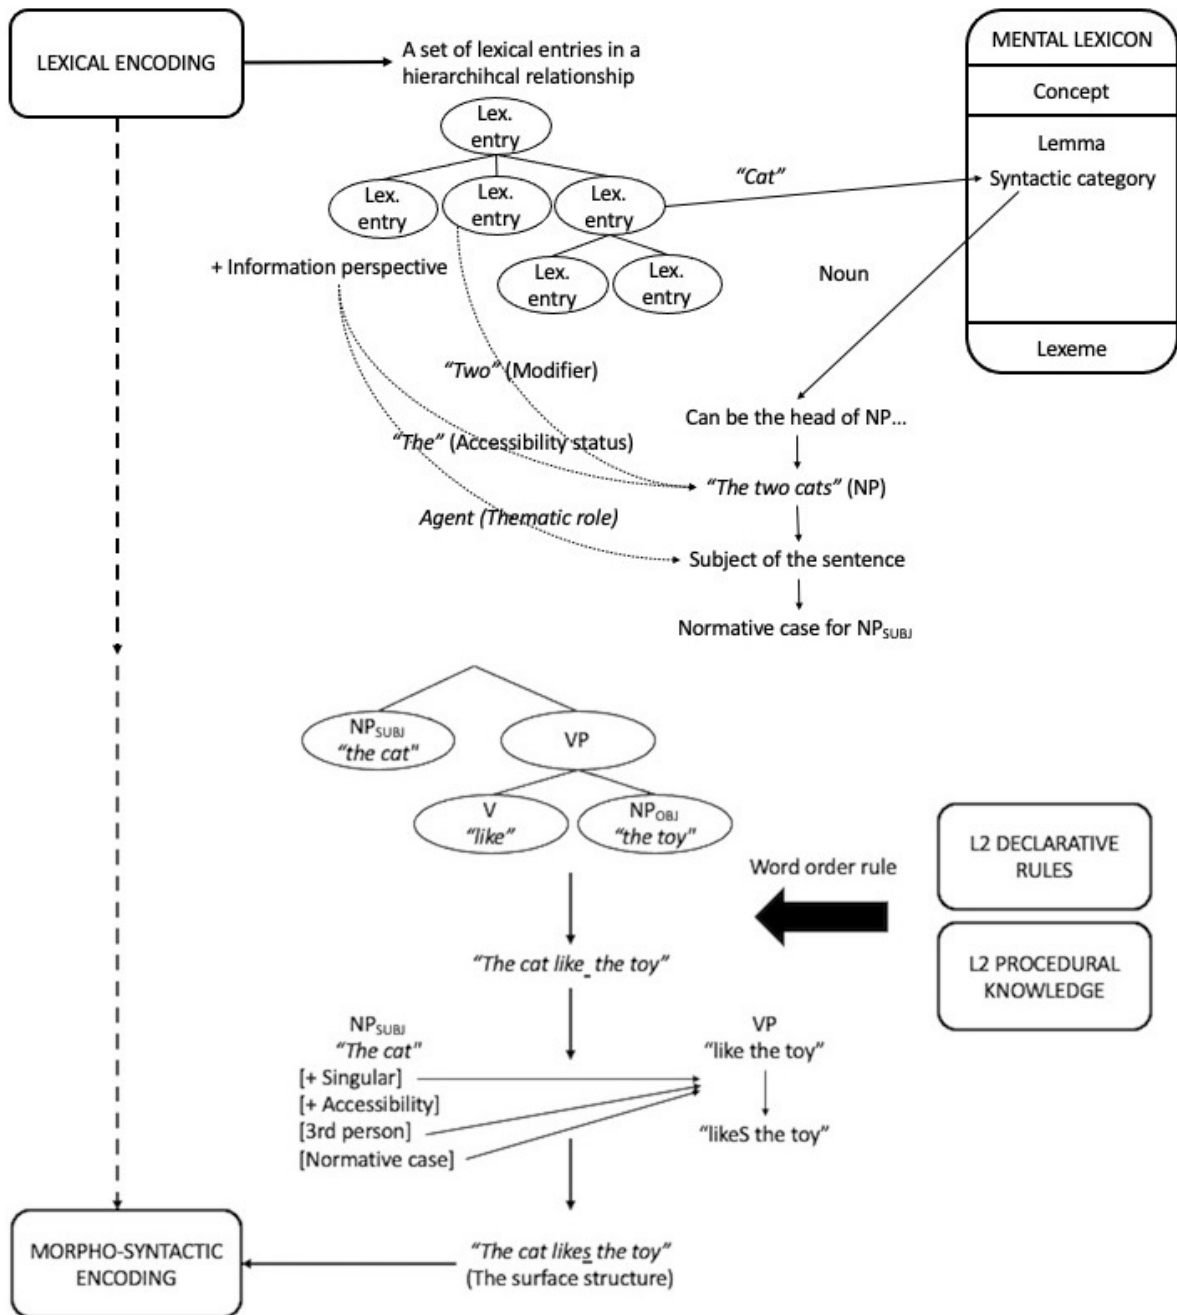 LEXICAL ENCODING
A set of lexical entries in a
hierarchihcal relationship
MENTAL LEXICON
Concept
Lemma
Syntactic category
Lexeme
Lex.
entry
Lex.
entry
Lex.
entry
Lex.
entry
"Cat"
+ Information perspective
Lex.
entry
Lex.
entry
Noun
"Two" (Modifier)
Can be the head of NP…
"The" (Accessibility status)
"The two cats" (NP)
Agent (Thematic role)
Subject of the sentence
Normative case for NPSUBJ
NPSUBJ
"the cat"
VP
V
"like"
NPOBJ
"the toy"
Word order rule
L2 DECLARATIVE
RULES
L2 PROCEDURAL
KNOWLEDGE
"The cat like_ the toy"
NPSUBJ
"The cat"
[+ Singular]
[+ Accessibility]
[3rd person]
[Normative case]
VP
"like the toy"
"likeS the toy"
MORPHO-SYNTACTIC
ENCODING
"The cat likes the toy"
(The surface structure)